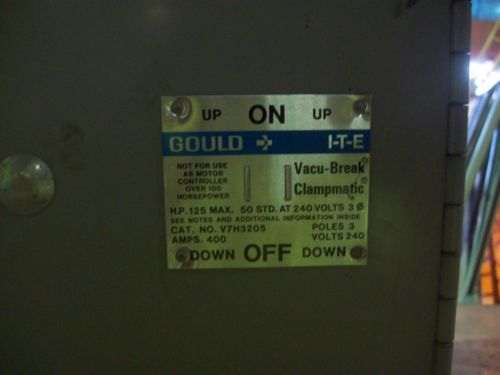 UP ON UP
GOULD I-T-E
NOT FOR USE
AS MOTOR
CONTROLLER
OVER 100
HORSEPOWER
Vacu-Break®
Clampmatic®
H.P. 125 MAX. 50 STD. AT 240 VOLTS 3 Ø
SEE NOTES AND ADDITIONAL INFORMATION INSIDE
CAT. NO. V7H3205 POLES 3
AMPS. 400 VOLTS 240
DOWN OFF DOWN